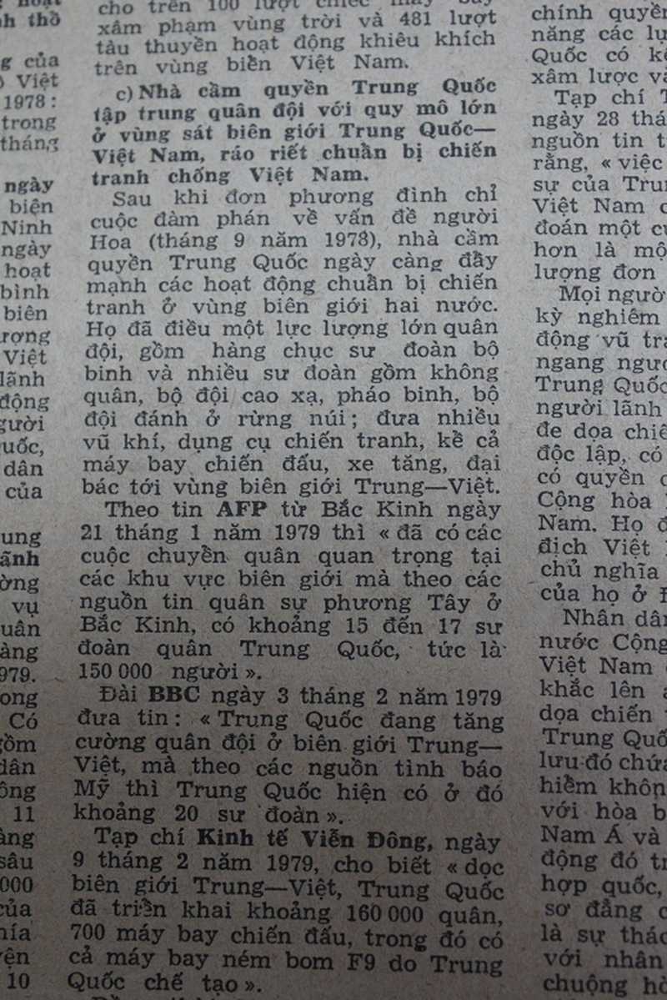 hoạt
nh thổ
g của
Việt
1978 :
trong
tháng
ngày
biện
Ninh
ngày
hoạt
bình
biên
rợng
Việt
lãnh
động
gười
uốc,
dân
của
ung
ãnh
ờng
vụ
uân
àng
979.
ong
Có
gồm
dân
ông
11
àng
sâu
000
của
hía
yện
10
cho trên 100 lượt chiếc máy bay
xâm phạm vùng trời và 481 lượt
tàu thuyền hoạt động khiêu khích
trên vùng biển Việt Nam.
c) Nhà cầm quyền Trung Quốc
tập trung quân đội với quy mô lớn
ở vùng sát biên giới Trung Quốc—
Việt Nam, ráo riết chuẩn bị chiến
tranh chống Việt Nam.
Sau khi đơn phương đình chỉ
cuộc đàm phán về vấn đề người
Hoa (tháng 9 năm 1978), nhà cầm
quyền Trung Quốc ngày càng đẩy
mạnh các hoạt động chuẩn bị chiến
tranh ở vùng biên giới hai nước.
Họ đã điều một lực lượng lớn quân
đội, gồm hàng chục sư đoàn bộ
binh và nhiều sư đoàn gồm không
quân, bộ đội cao xạ, pháo binh, bộ
đội đánh ở rừng núi ; đưa nhiều
vũ khí, dụng cụ chiến tranh, kể cả
máy bay chiến đấu, xe tăng, đại
bác tới vùng biên giới Trung—Việt.
Theo tin AFP từ Bắc Kinh ngày
21 tháng 1 năm 1979 thì « đã có các
cuộc chuyển quân quan trọng tại
các khu vực biên giới mà theo các
nguồn tin quân sự phương Tây ở
Bắc Kinh, có khoảng 15 đến 17 sư
đoàn quân Trung Quốc, tức là
150 000 người ».
Đài BBC ngày 3 tháng 2 năm 1979
đưa tin : « Trung Quốc đang tăng
cường quân đội ở biên giới Trung—
Việt, mà theo các nguồn tình báo
Mỹ thì Trung Quốc hiện có ở đó
khoảng 20 sư đoàn ».
Tạp chí Kinh tế Viễn Đông, ngày
9 tháng 2 năm 1979, cho biết « dọc
biên giới Trung—Việt, Trung Quốc
đã triển khai khoảng 160 000 quân,
700 máy bay chiến đấu, trong đó có
cả máy bay ném bom F9 do Trung
Quốc chế tạo ».
chính quyề
năng các lự
Quốc có kế
xâm lược và
Tạp chí T
ngày 28 thá
nguồn tin t
rằng, « việc
sự của Trun
Việt Nam c
đoán một cu
hơn là mộ
lượng đơn
Mọi ngườ
kỳ nghiêm
động vũ tra
ngang ngượ
Trung Quốc
người lãnh
đe dọa chiế
độc lập, có
có quyền c
Cộng hòa
Nam. Họ đ
địch Việt
chủ nghĩa
của họ ở Đ
Nhân dân
nước Cộng
Việt Nam
khắc lên á
dọa chiến
Trung Quố
lưu đó chứa
hiểm khôn
với hòa b
Nam Á và
động đó tr
hợp quốc,
sơ đẳng c
là sự thác
với nhân
chuộng hò